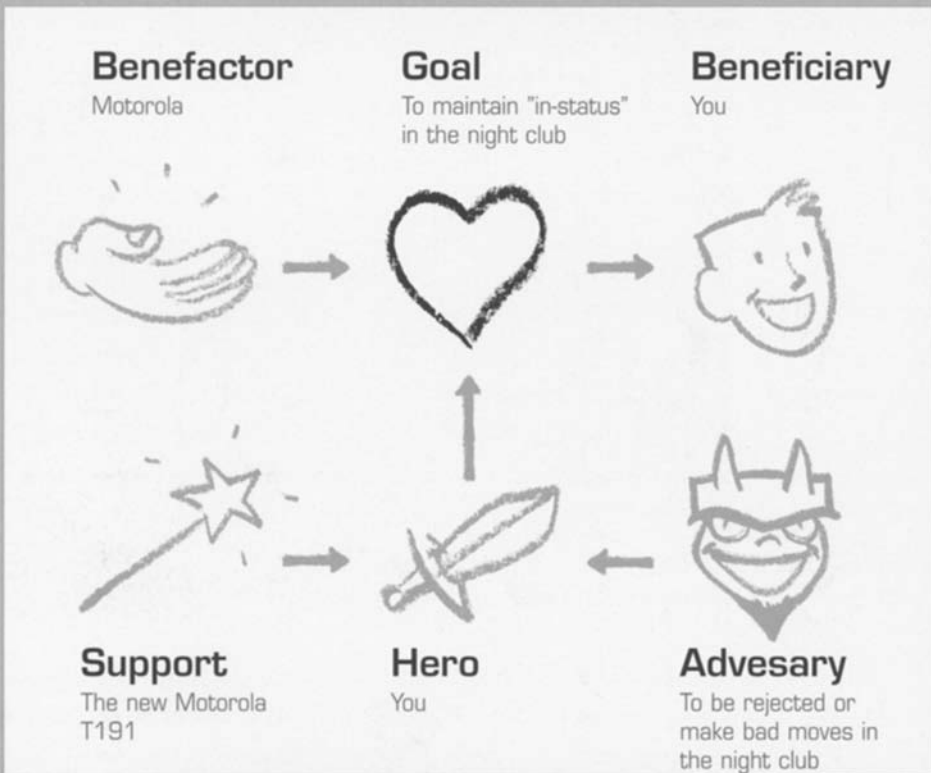 Benefactor
Motorola
Goal
To maintain "in-status"
in the night club
Beneficiary
You
Support
The new Motorola
T191
Hero
You
Advesary
To be rejected or
make bad moves in
the night club